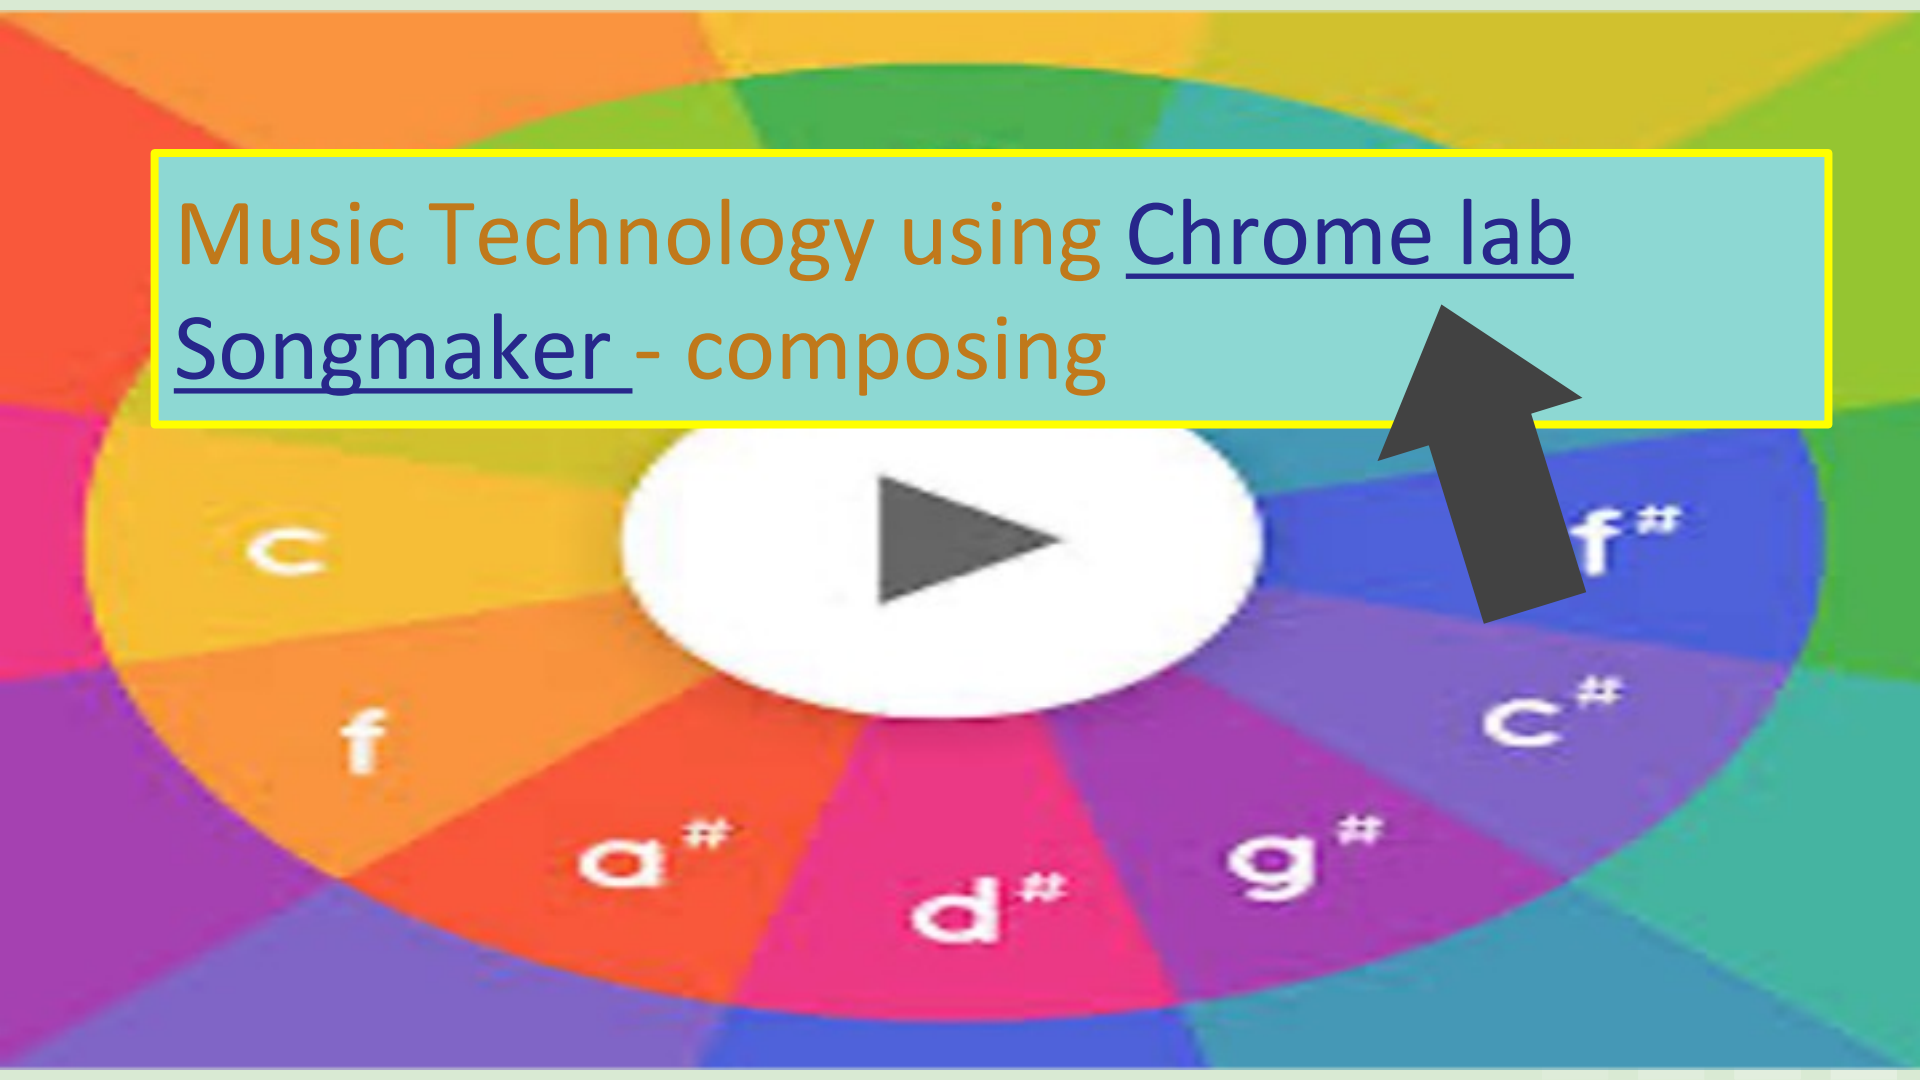 Music Technology using Chrome lab
Songmaker - composing
c
f#
f
c#
a#
g#
d#